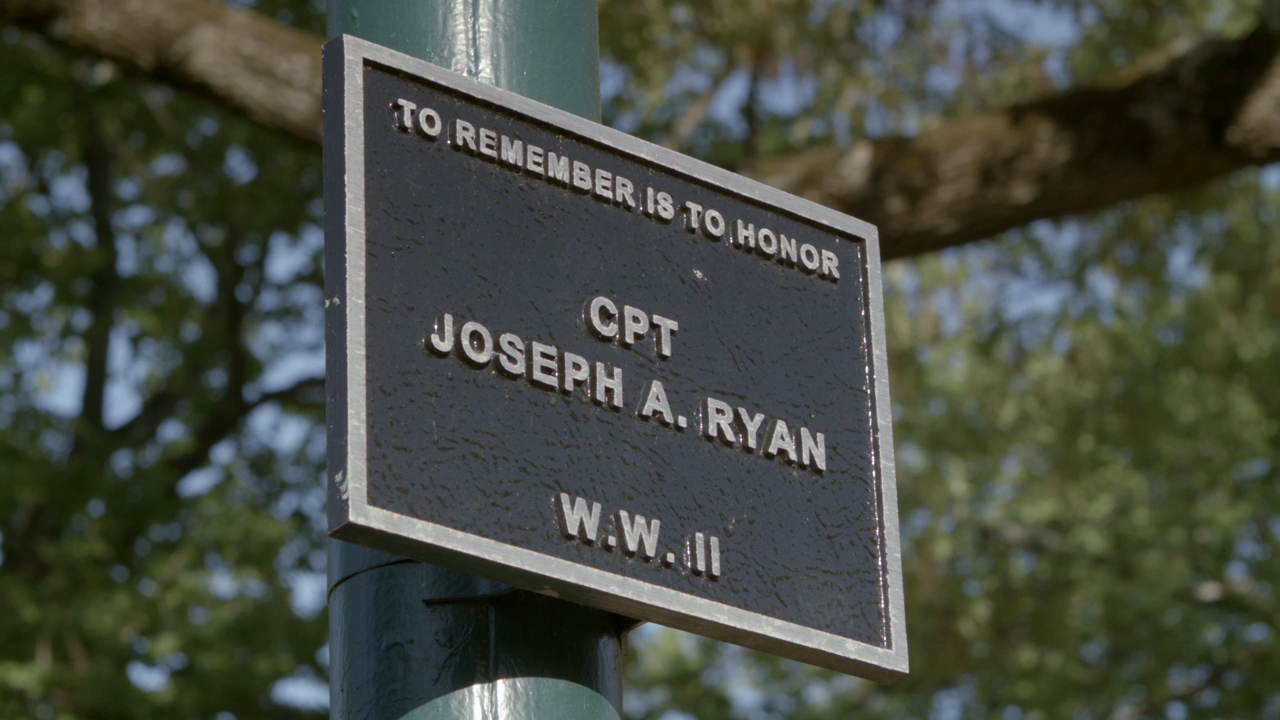 TO REMEMBER IS TO HONOR
CPT
JOSEPH A. RYAN
W.W. II